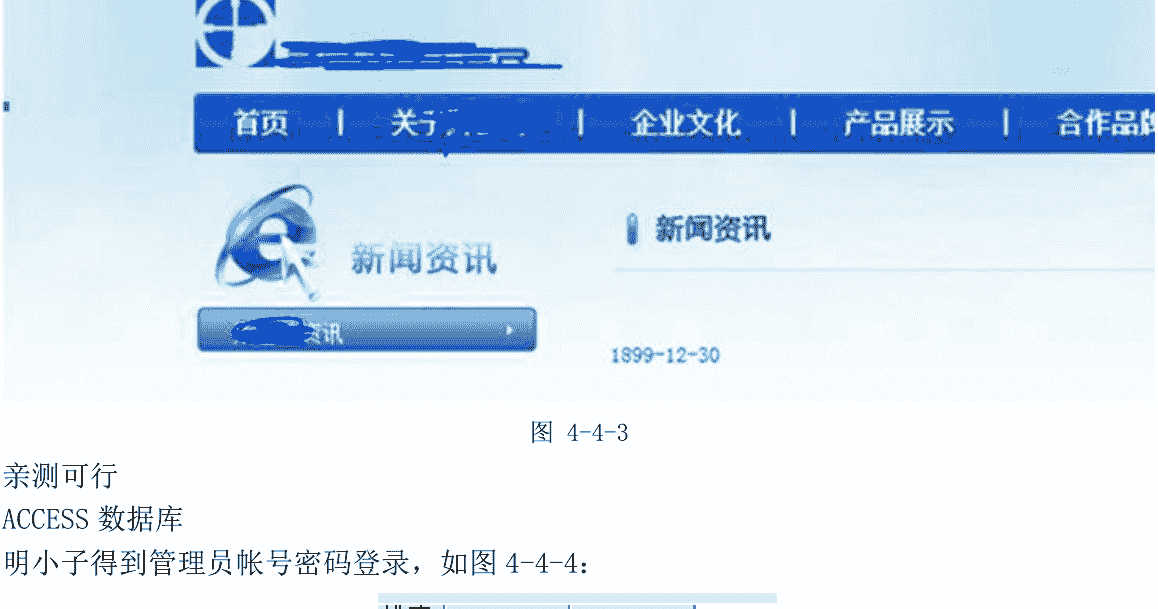 首页 | 关于 | 企业文化 | 产品展示 | 合作品牌
新闻资讯
新闻资讯
资讯
1899-12-30
图 4-4-3
亲测可行
ACCESS 数据库
明小子得到管理员帐号密码登录，如图 4-4-4：